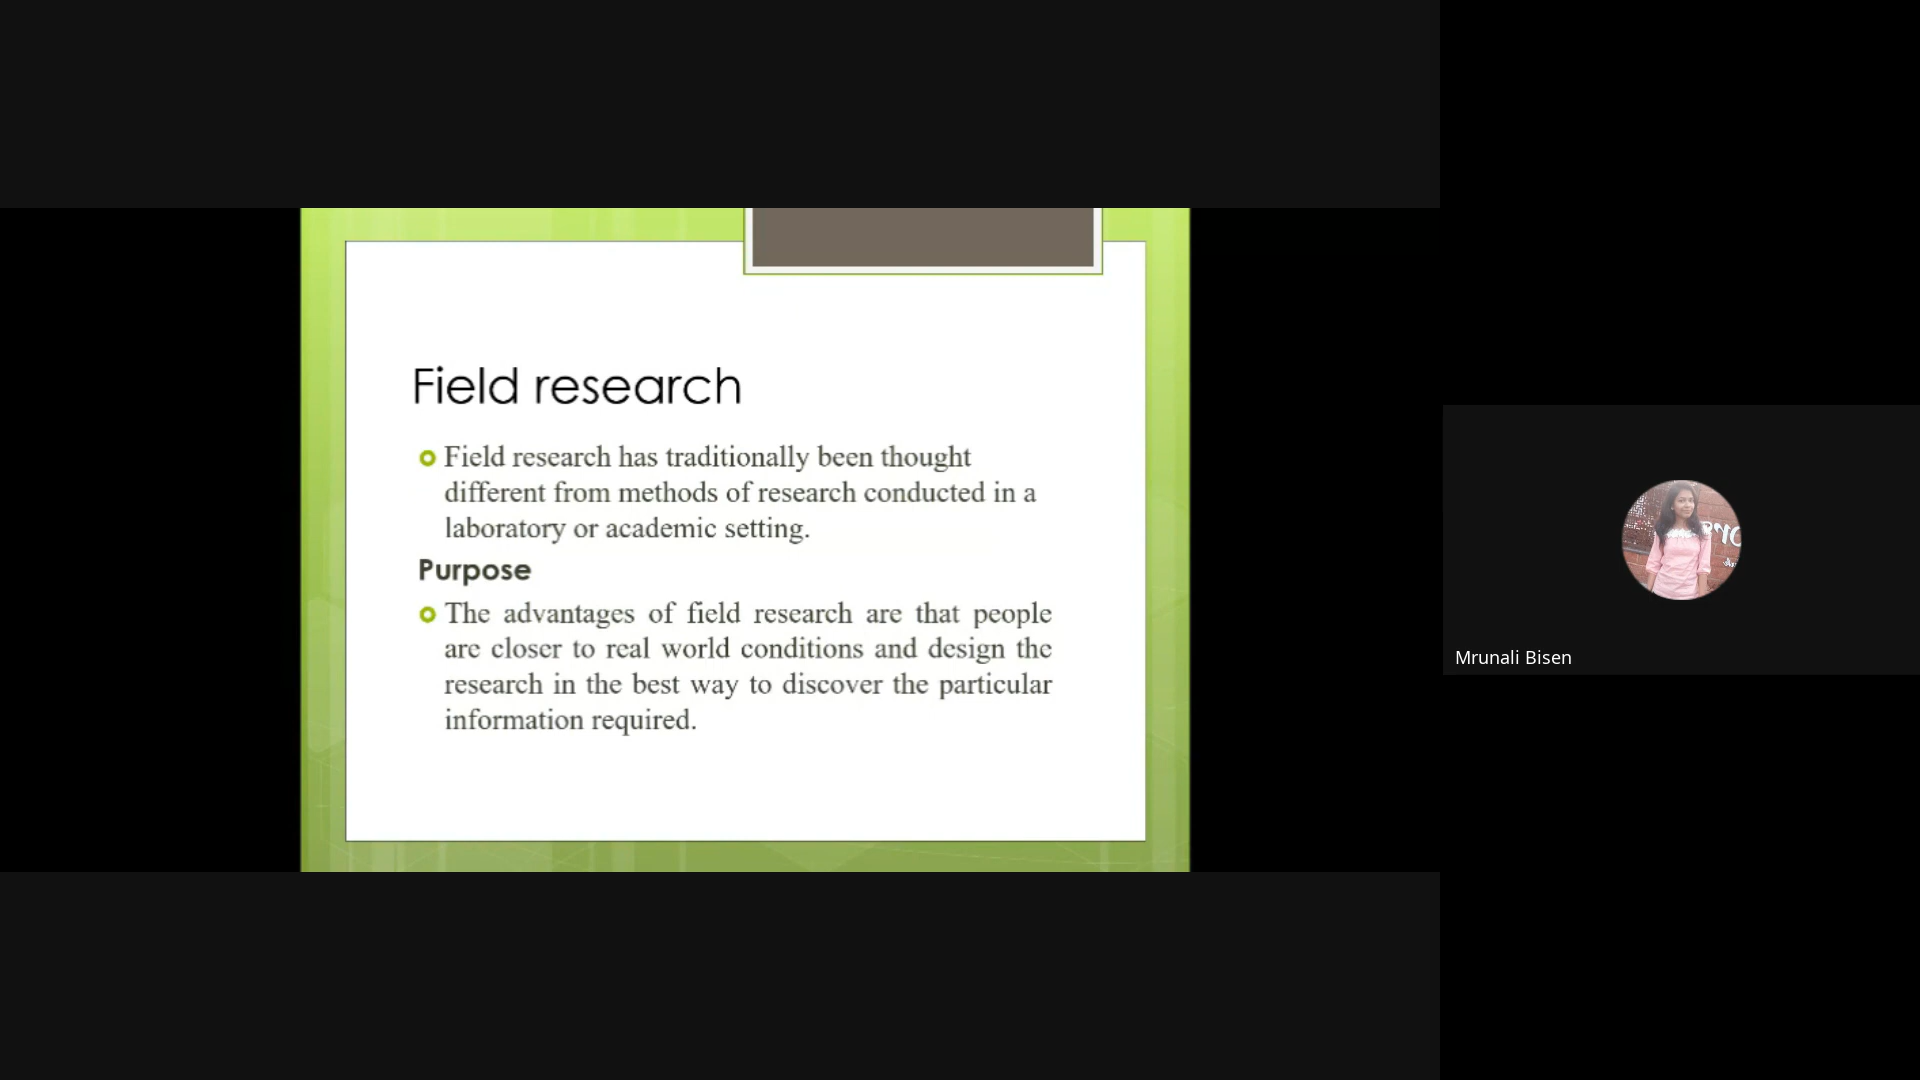 Field research
Field research has traditionally been thought
different from methods of research conducted in a
laboratory or academic setting.
Purpose
The advantages of field research are that people
are closer to real world conditions and design the
research in the best way to discover the particular
information required.
Mrunali Bisen